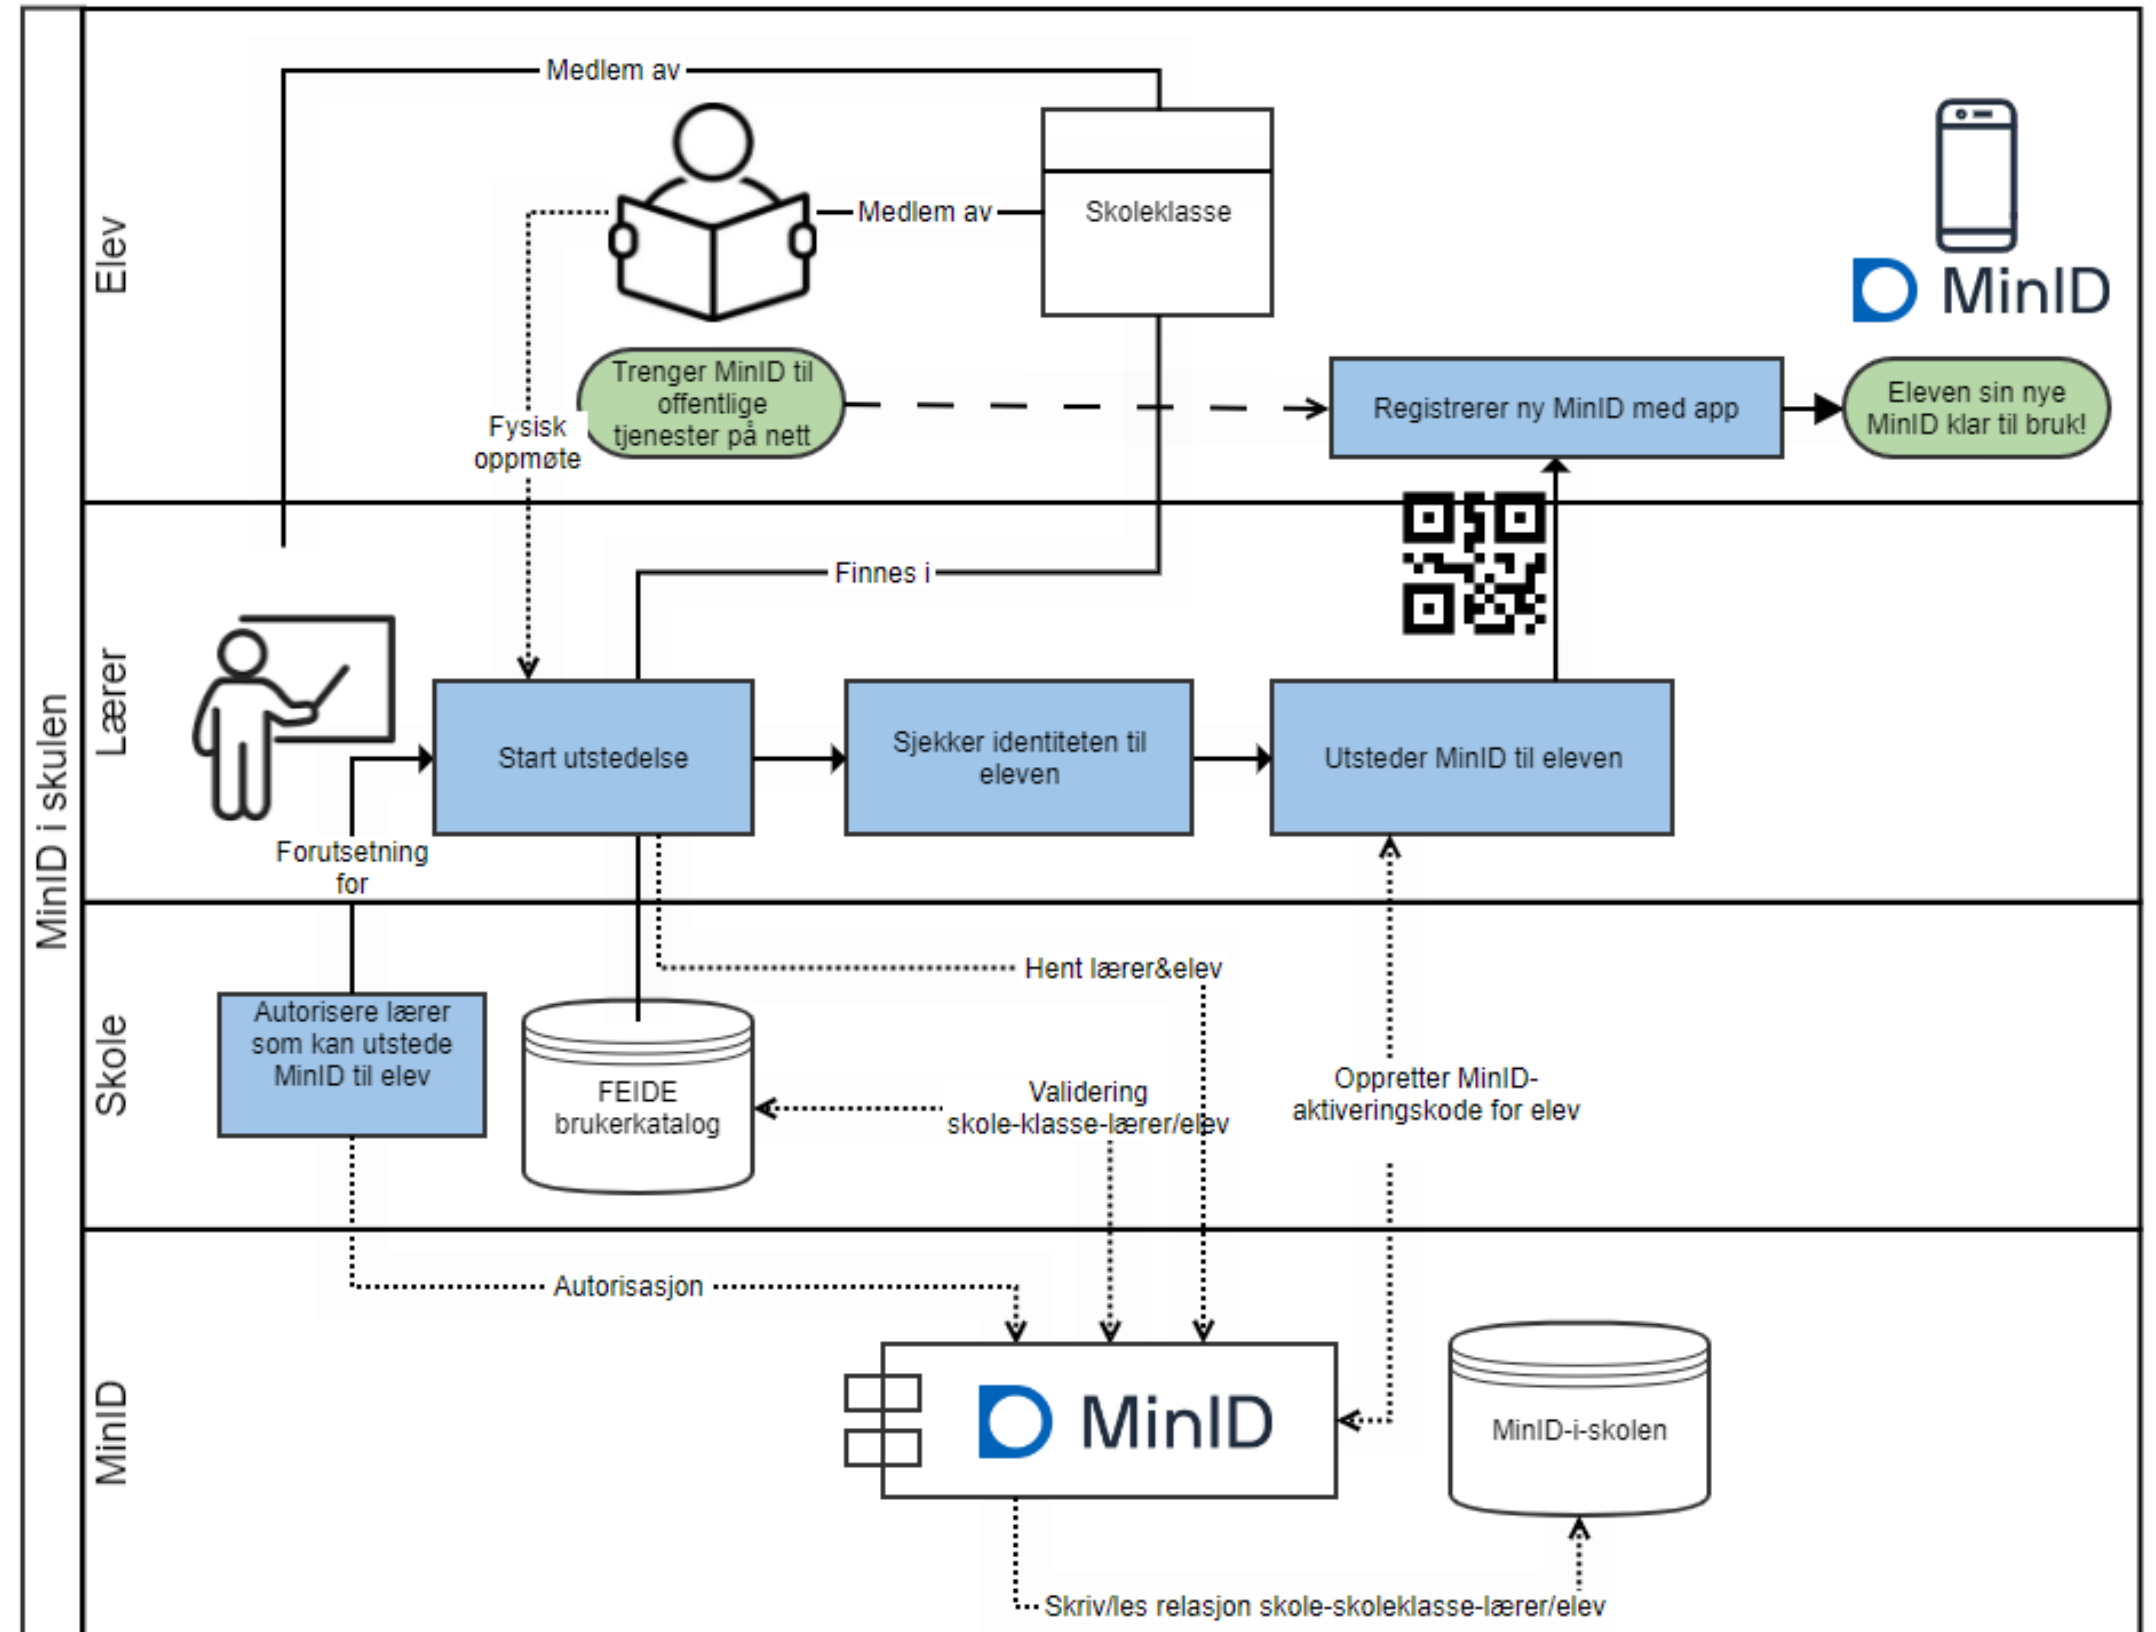 MinID i skulen
Elev
Medlem av
Medlem av
Skoleklasse
MinID
Trenger MinID til
offentlige
tjenester på nett
Registrerer ny MinID med app
Eleven sin nye
MinID klar til bruk!
Fysisk
oppmøte
Lærer
Finnes i
Start utstedelse
Sjekker identiteten til
eleven
Utsteder MinID til eleven
Forutsetning
for
Skole
Hent lærer&elev
Autorisere lærer
som kan utstede
MinID til elev
FEIDE
brukerkatalog
Validering
skole-klasse-lærer/elev
Oppretter MinID-
aktiveringskode for elev
MinID
Autorisasjon
MinID
MinID-i-skolen
Skriv/les relasjon skole-skoleklasse-lærer/elev